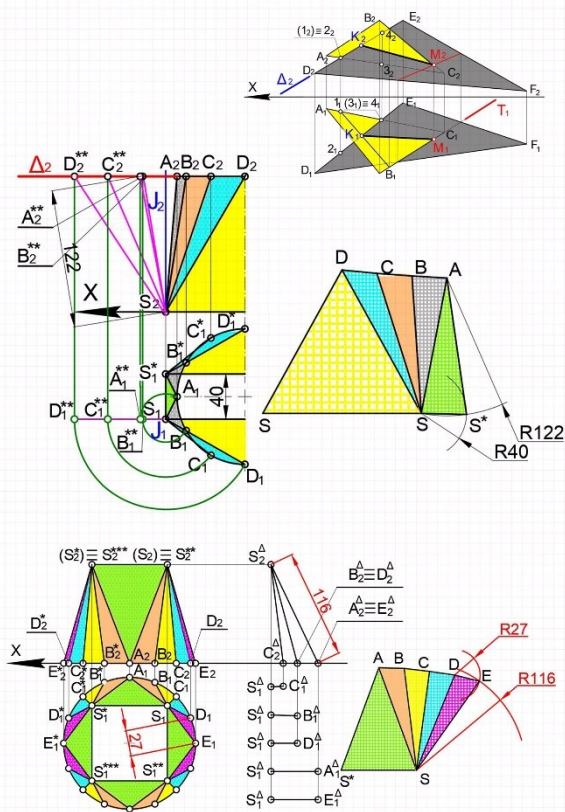 B₂ E₂
(1₂)≡2₂ K₂ 4₂
A₂ M₂
D₂ 3₂ C₂
Δ₂ F₂
X
A₁ 1₁(3₁)≡4₁ E₁ T₁
K₁ C₁
2₁ M₁ F₁
D₁ B₁
Δ₂ D₂** C₂** A₂ B₂ C₂ D₂
J₂
A₂**
B₂**
122
X S₂
D₁*
C₁*
B₁*
S₁*
A₁** A₁
40
D₁** C₁** S₁
B₁** J₁ B₁
C₁
D₁
D C B A
S S S*
R122
R40
(S₂*)≡S₂*** (S₂)≡S₂** S₂^Δ
B₂^Δ≡D₂^Δ
116
A₂^Δ≡E₂^Δ
D₂* D₂
X E₂* C₂* B₂* A₂ B₂ C₂ E₂ C₂^Δ
C₁* B₁* A₁ B₁ C₁ S₁^Δ C₁^Δ
D₁* S₁* S₁ D₁ S₁^Δ B₁^Δ
E₁* 27 E₁ S₁^Δ D₁^Δ
S₁*** S₁** S₁^Δ A₁^Δ
S₁^Δ E₁^Δ
R27
A B C D E
R116
S* S